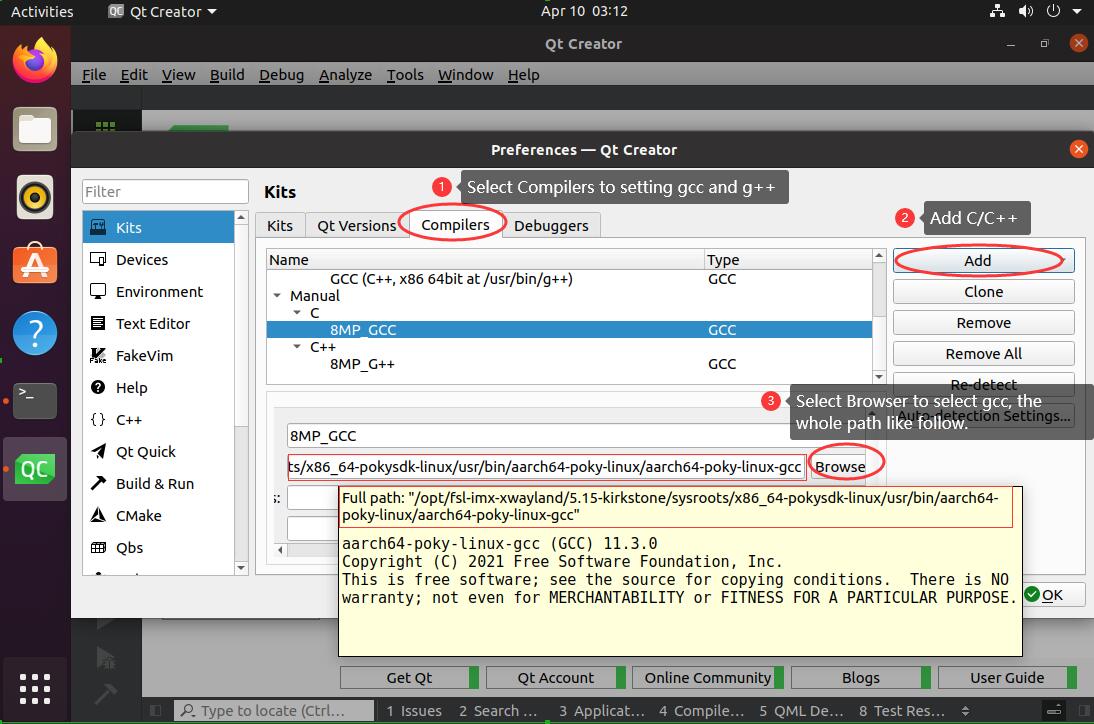 Activities
QC Qt Creator
Apr 10 03:12
Qt Creator
File Edit View Build Debug Analyze Tools Window Help
Preferences — Qt Creator
Filter
Kits
Devices
Environment
Text Editor
FakeVim
Help
C++
Qt Quick
Build & Run
CMake
Qbs
Kits
1 Select Compilers to setting gcc and g++
Kits Qt Versions Compilers Debuggers
2 Add C/C++
Name Type
GCC (C++, x86 64bit at /usr/bin/g++) GCC
Manual
C
8MP_GCC GCC
C++
8MP_G++ GCC
Add
Clone
Remove
Remove All
Re-detect
Auto-detection Settings...
3 Select Browser to select gcc, the
whole path like follow.
8MP_GCC
ts/x86_64-pokysdk-linux/usr/bin/aarch64-poky-linux/aarch64-poky-linux-gcc
Browse
s:
Full path: "/opt/fsl-imx-xwayland/5.15-kirkstone/sysroots/x86_64-pokysdk-linux/usr/bin/aarch64-
poky-linux/aarch64-poky-linux-gcc"
aarch64-poky-linux-gcc (GCC) 11.3.0
Copyright (C) 2021 Free Software Foundation, Inc.
This is free software; see the source for copying conditions.  There is NO
warranty; not even for MERCHANTABILITY or FITNESS FOR A PARTICULAR PURPOSE.
OK
QC
Get Qt Qt Account Online Community Blogs User Guide
Type to locate (Ctrl... 1 Issues 2 Search ... 3 Applicat... 4 Compile... 5 QML De... 8 Test Res...